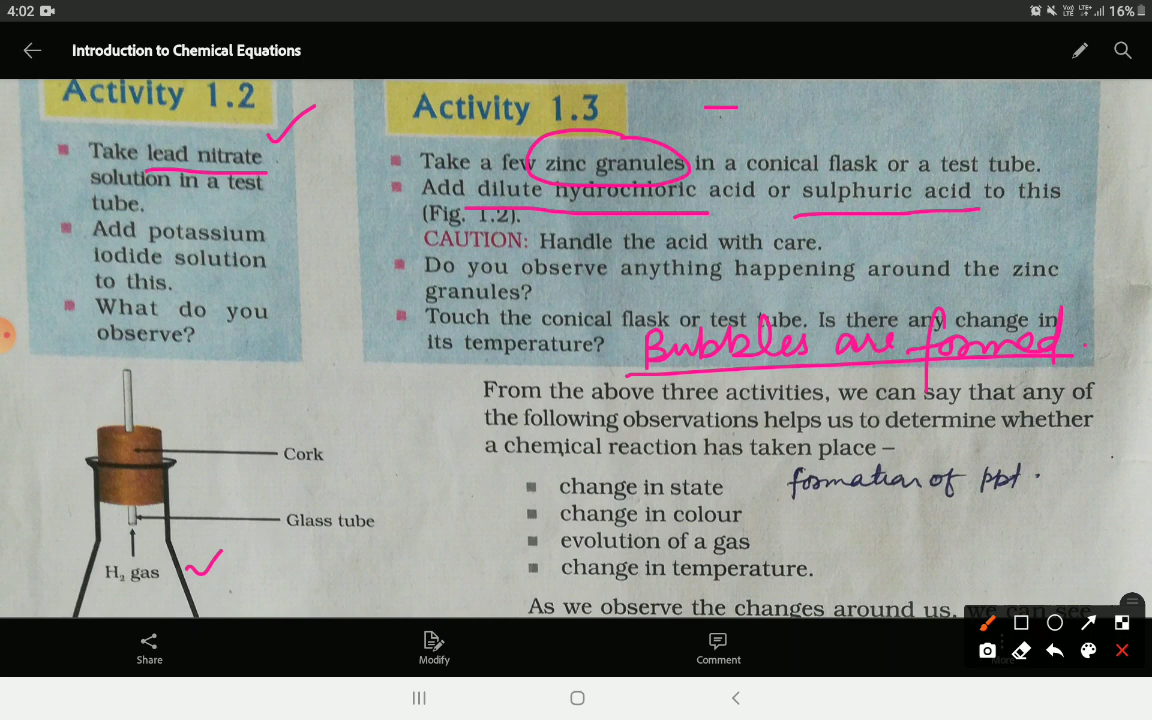 4:02
Vo) LTE LTE+ 16%
Introduction to Chemical Equations
Activity 1.2
Take lead nitrate
solution in a test
tube.
Add potassium
iodide solution
to this.
What do you
observe?
Activity 1.3
Take a few zinc granules in a conical flask or a test tube.
Add dilute hydrochloric acid or sulphuric acid to this
(Fig. 1.2).
CAUTION: Handle the acid with care.
Do you observe anything happening around the zinc
granules?
Touch the conical flask or test tube. Is there any change in
its temperature?
Bubbles are formed.
Cork
Glass tube
H₂ gas
From the above three activities, we can say that any of
the following observations helps us to determine whether
a chemical reaction has taken place –
change in state
formation of ppt.
change in colour
evolution of a gas
change in temperature.
As we observe the changes around us, we can see
Share
Modify
Comment
More